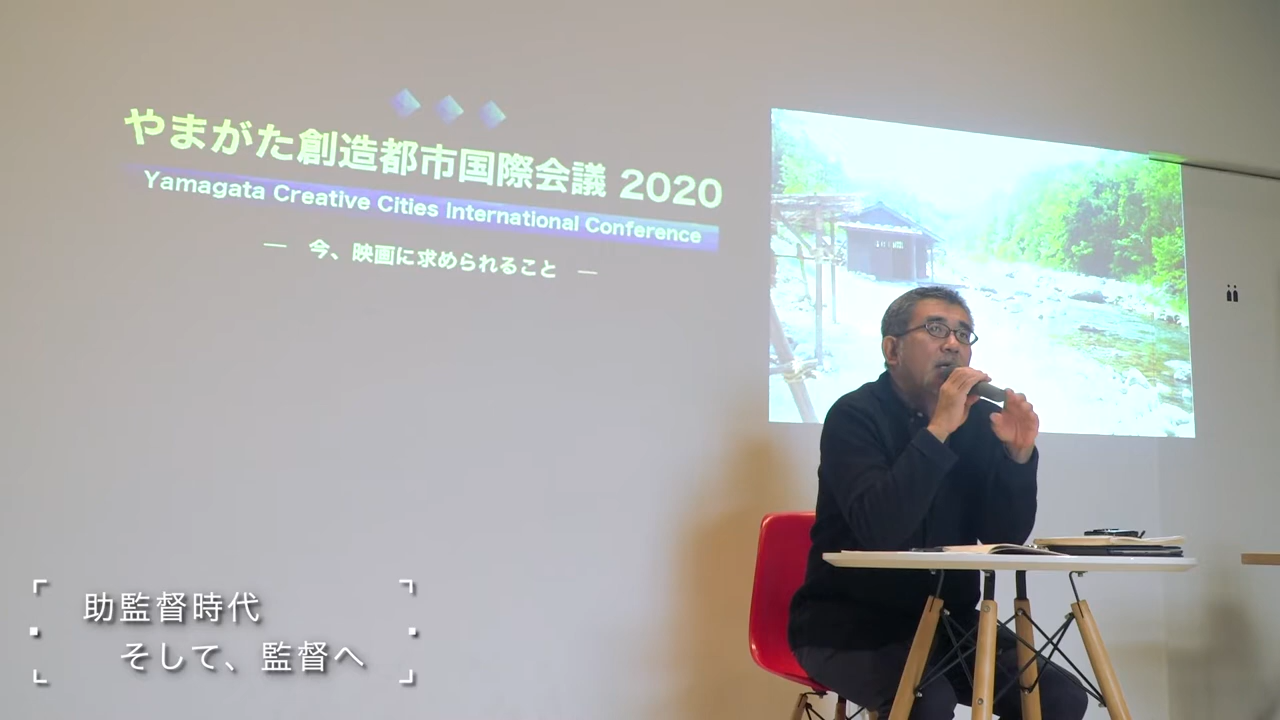 やまがた創造都市国際会議 2020
Yamagata Creative Cities International Conference
― 今、映画に求められること ―
助監督時代
そして、監督へ